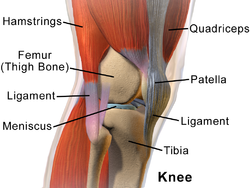 Hamstrings
Quadriceps
Femur
(Thigh Bone)
Patella
Ligament
Meniscus
Ligament
Tibia
Knee